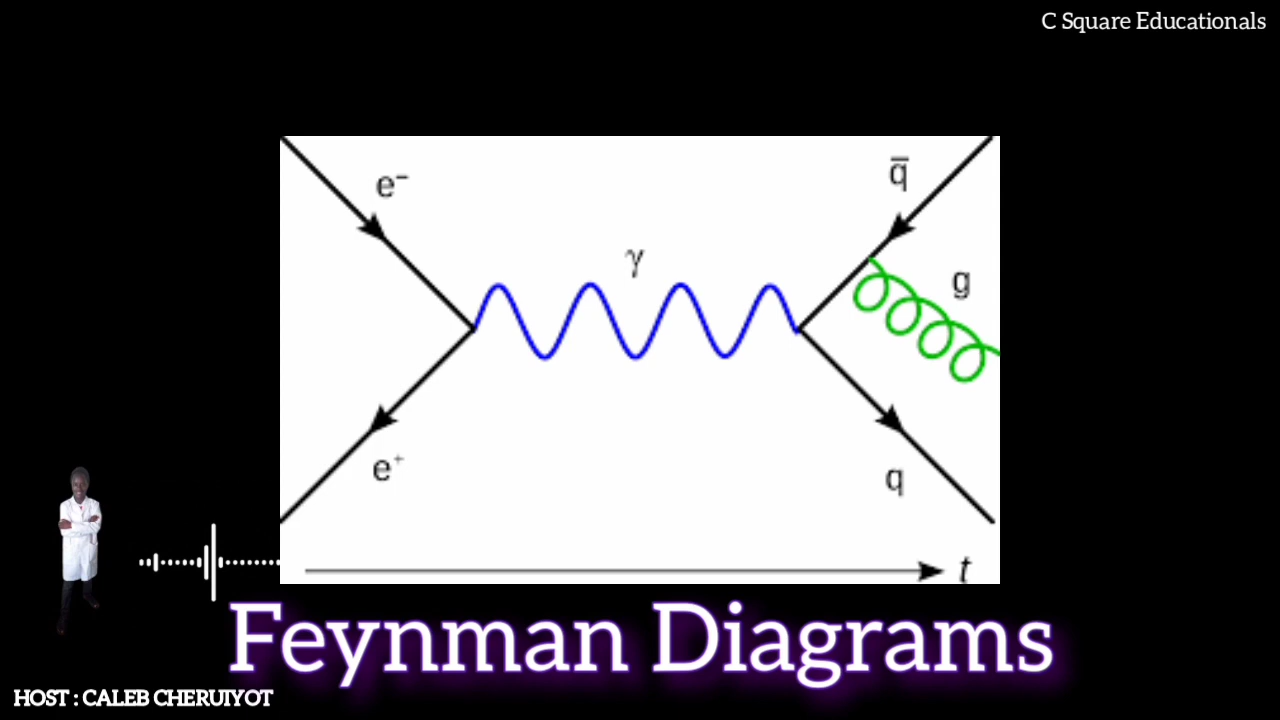 C Square Educationals
e⁻
q̅
γ
g
e⁺
q
t
Feynman Diagrams
HOST : CALEB CHERUIYOT